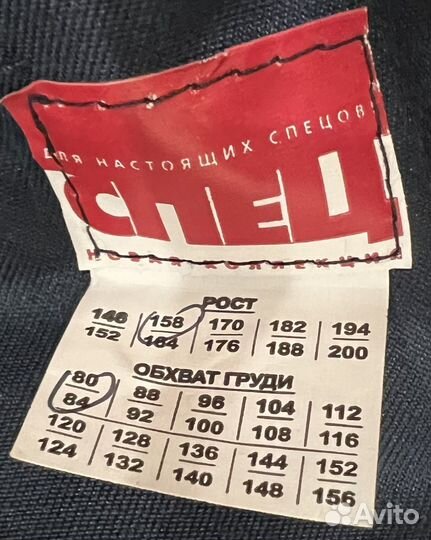 ДЛЯ НАСТОЯЩИХ СПЕЦОВ
СПЕЦ
НОВАЯ КОЛЛЕКЦИЯ
РОСТ
146 158 170 182 194
152 164 176 188 200
ОБХВАТ ГРУДИ
80 88 96 104 112
84 92 100 108 116
120 128 136 144 152
124 132 140 148 156
Avito